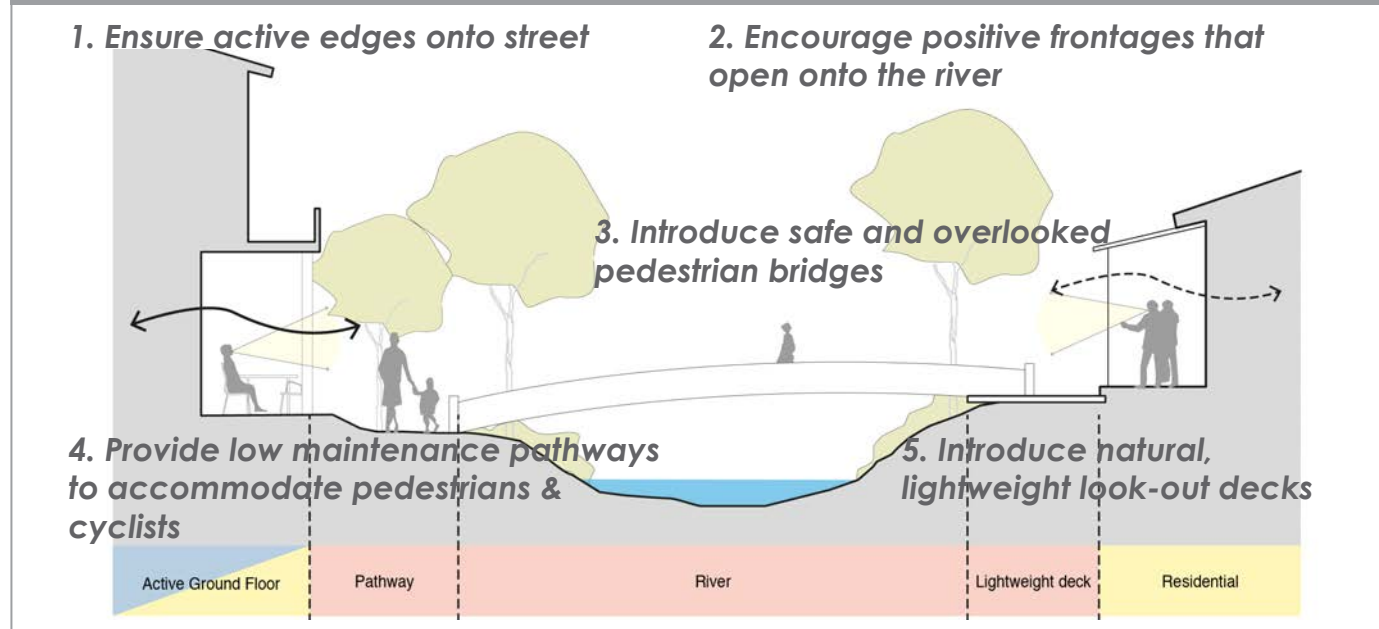 1. Ensure active edges onto street
2. Encourage positive frontages that
open onto the river
3. Introduce safe and overlooked
pedestrian bridges
4. Provide low maintenance pathways
to accommodate pedestrians &
cyclists
5. Introduce natural,
lightweight look-out decks
Active Ground Floor
Pathway
River
Lightweight deck
Residential